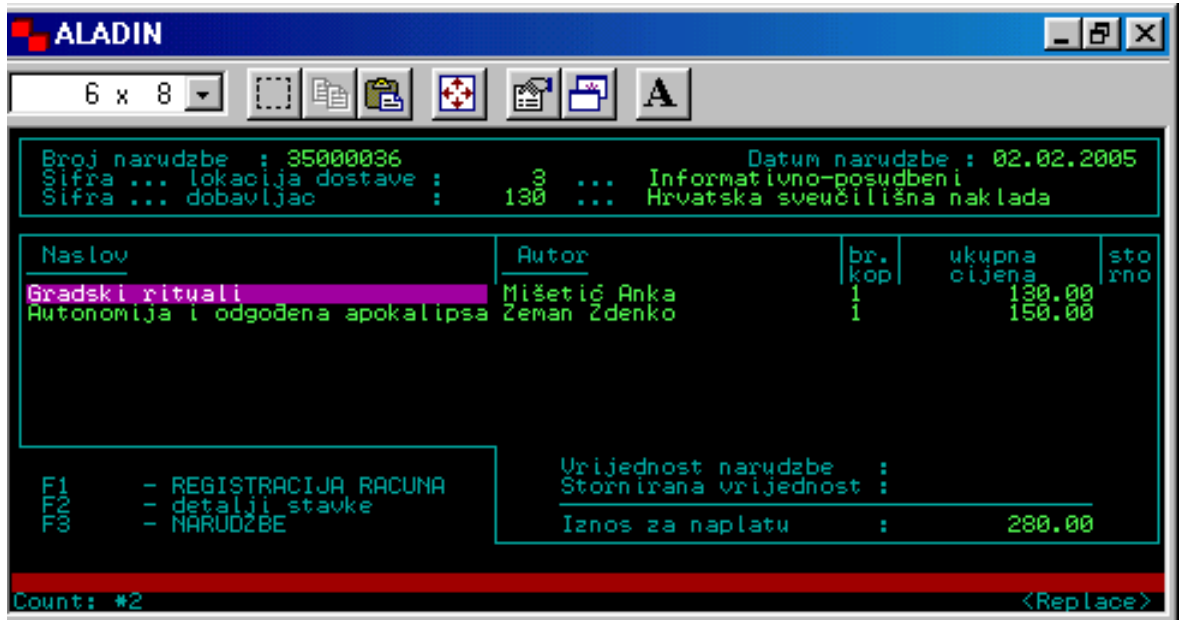 ALADIN
6 x 8
A
Broj narudzbe : 35000036 Datum narudzbe : 02.02.2005
Sifra ... lokacija dostave : 3 ... Informativno-posudbeni
Sifra ... dobavljac : 130 ... Hrvatska sveučilišna naklada
Naslov Autor br. ukupna sto
kop cijena rno
Gradski rituali Mišetić Anka 1 130.00
Autonomija i odgođena apokalipsa Zeman Zdenko 1 150.00
Vrijednost narudzbe :
F1 - REGISTRACIJA RACUNA Stornirana vrijednost :
F2 - detalji stavke
F3 - NARUDZBE Iznos za naplatu : 280.00
Count: *2 <Replace>